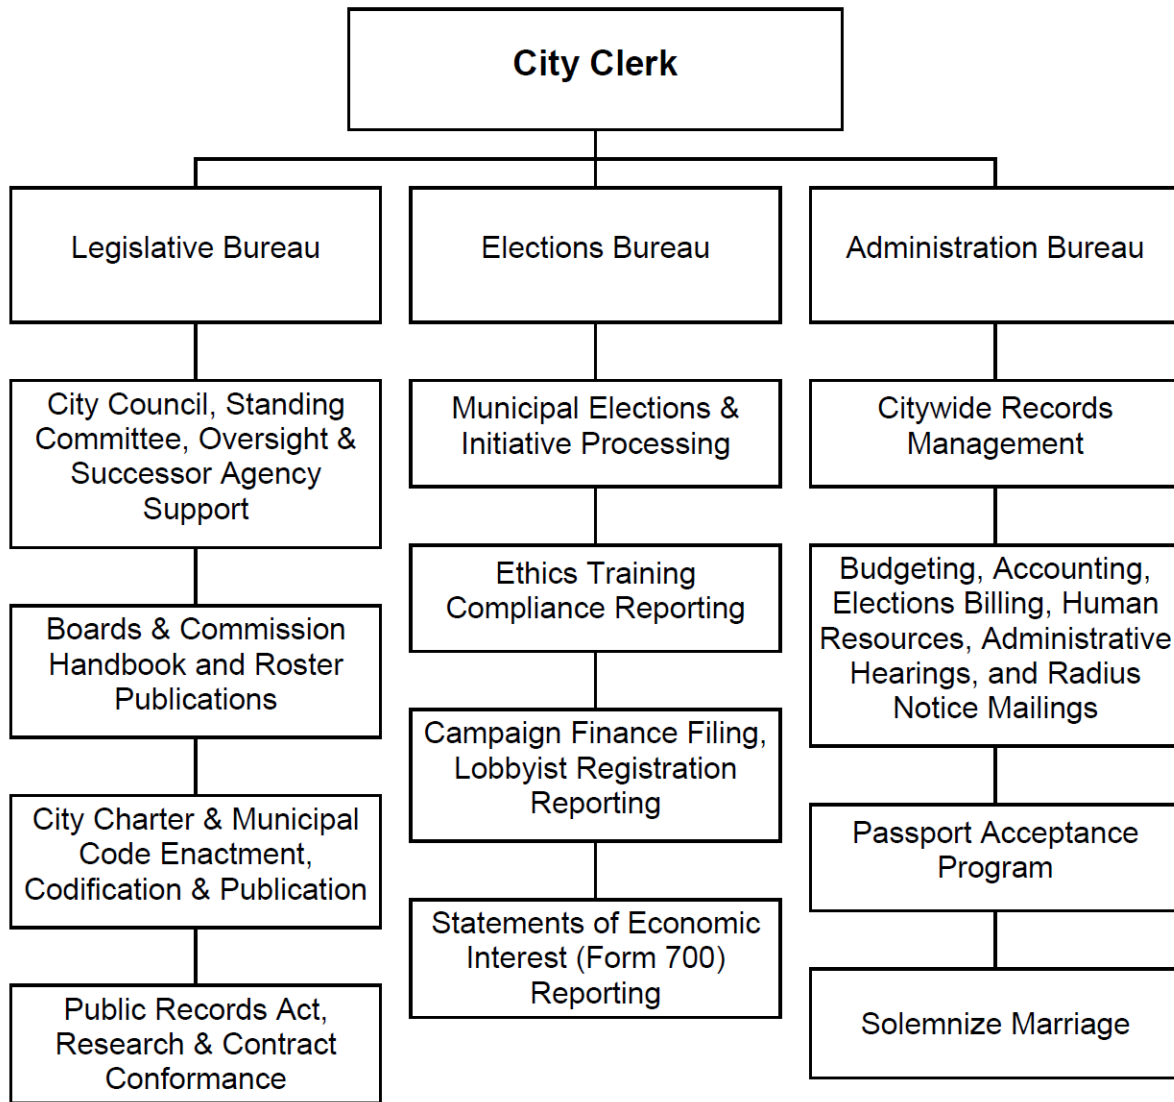 City Clerk
Legislative Bureau
Elections Bureau
Administration Bureau
City Council, Standing
Committee, Oversight &
Successor Agency
Support
Boards & Commission
Handbook and Roster
Publications
City Charter & Municipal
Code Enactment,
Codification & Publication
Public Records Act,
Research & Contract
Conformance
Municipal Elections &
Initiative Processing
Ethics Training
Compliance Reporting
Campaign Finance Filing,
Lobbyist Registration
Reporting
Statements of Economic
Interest (Form 700)
Reporting
Citywide Records
Management
Budgeting, Accounting,
Elections Billing, Human
Resources, Administrative
Hearings, and Radius
Notice Mailings
Passport Acceptance
Program
Solemnize Marriage